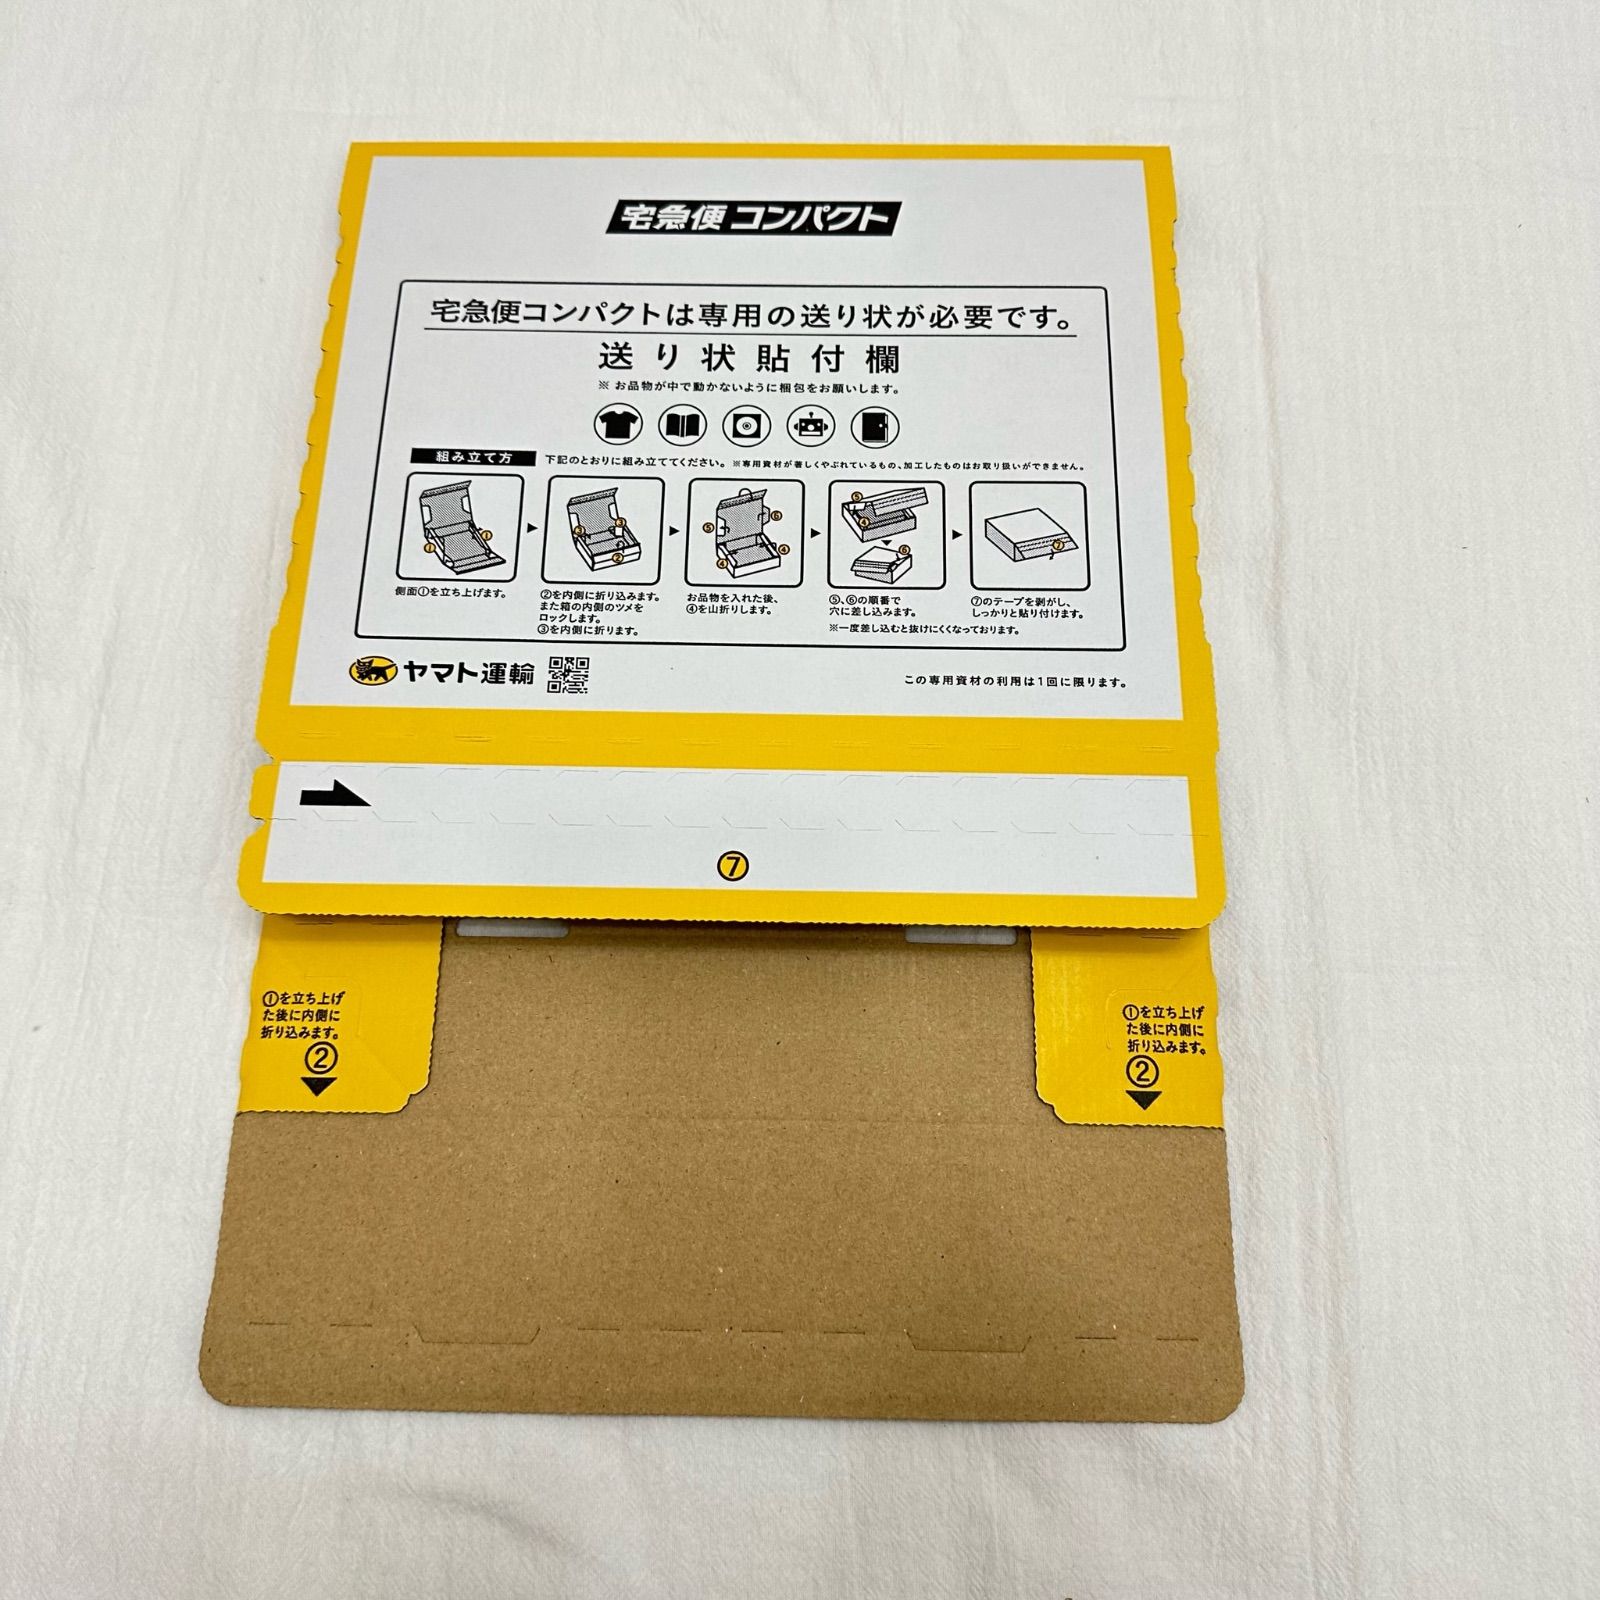 宅急便コンパクト
宅急便コンパクトは専用の送り状が必要です。
送り状貼付欄
※ お品物が中で動かないように梱包をお願いします。
組み立て方 下記のとおりに組み立ててください。※専用資材が著しくやぶれているもの、加工したものはお取り扱いができません。
① ①
③ ③ ②
⑤ ⑥ ④ ④
⑤ ④ ⑥
⑦
側面①を立ち上げます。
②を内側に折り込みます。
また箱の内側のツメを
ロックします。
③を内側に折ります。
お品物を入れた後、
④を山折りします。
⑤、⑥の順番で
穴に差し込みます。
※一度差し込むと抜けにくくなっております。
⑦のテープを剥がし、
しっかりと貼り付けます。
ヤマト運輸
この専用資材の利用は1回に限ります。
⑦
①を立ち上げ
た後に内側に
折り込みます。
②
①を立ち上げ
た後に内側に
折り込みます。
②